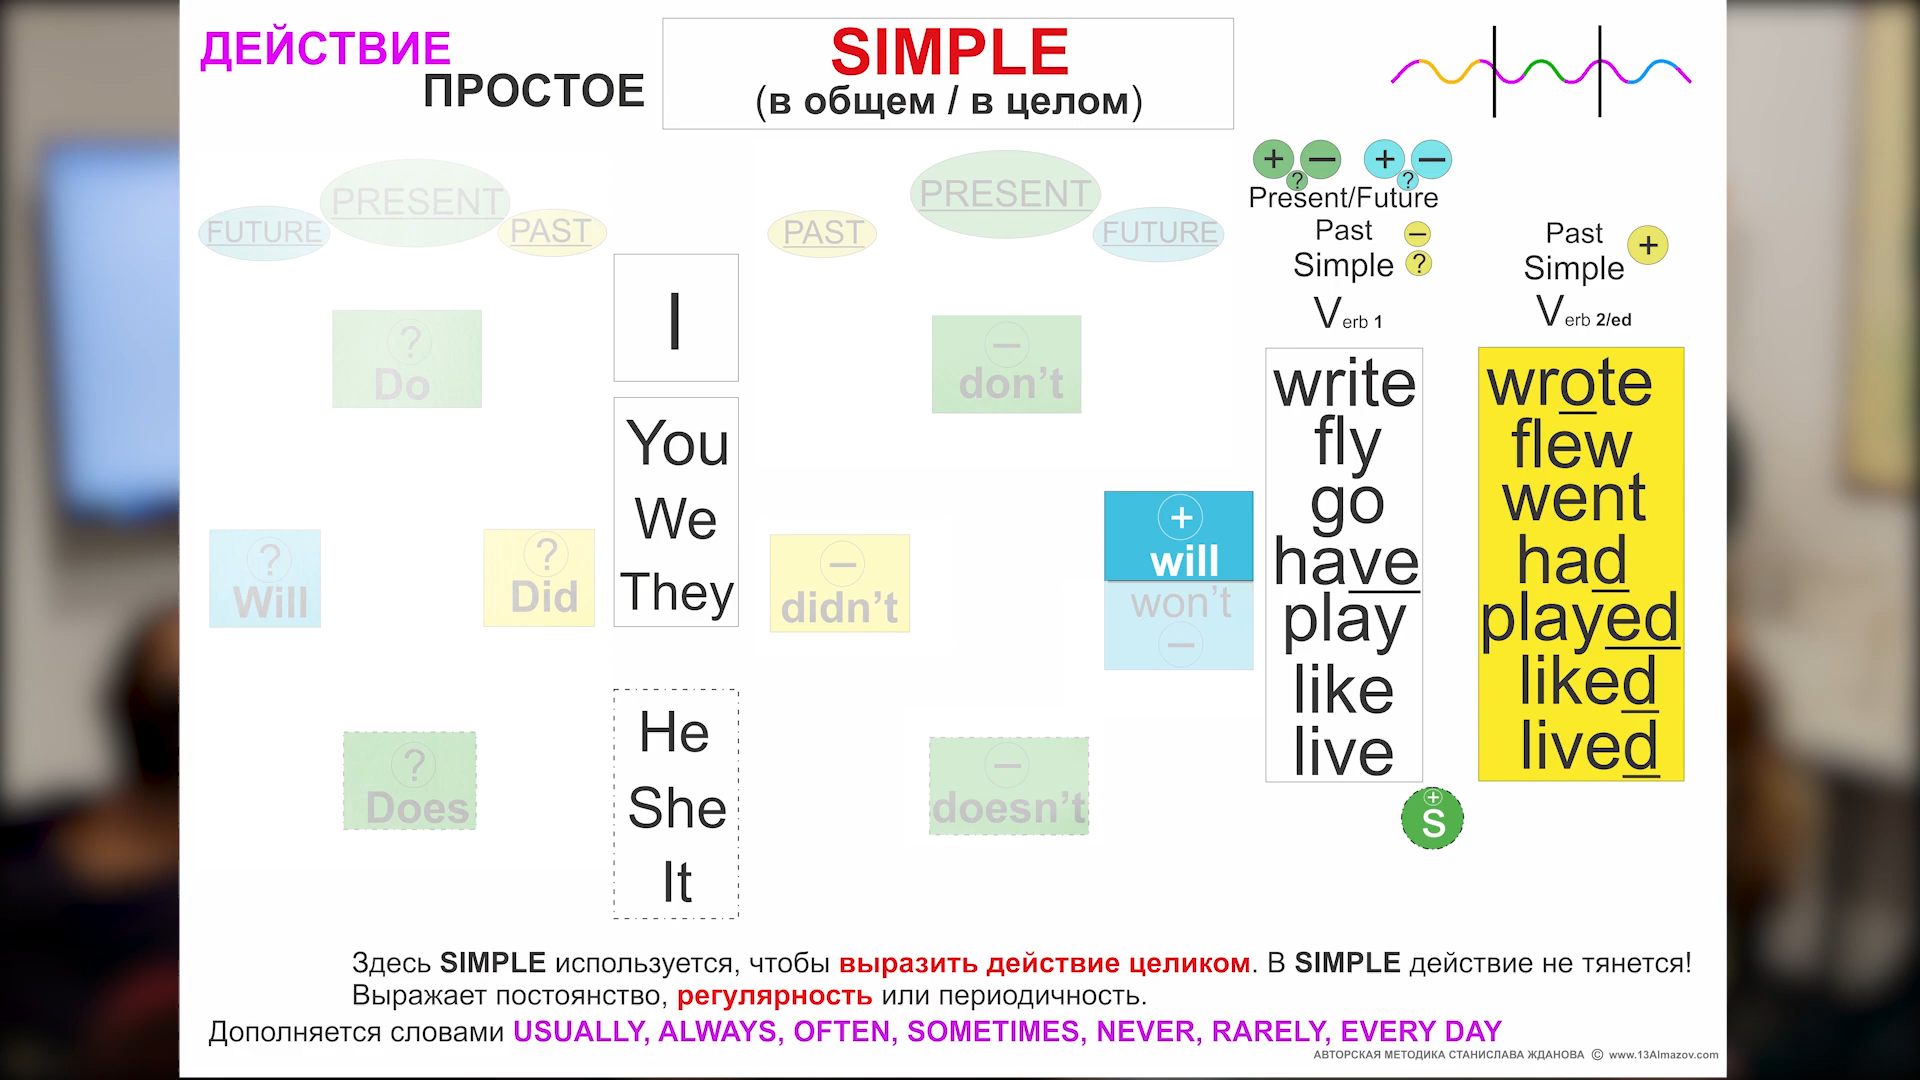 ДЕЙСТВИЕ
ПРОСТОЕ
SIMPLE
(в общем / в целом)
+ − ?
+ − ?
Present/Future
Past −
Simple ?
Verb 1
Past +
Simple
Verb 2/ed
FUTURE
PRESENT
PAST
PAST
PRESENT
FUTURE
?
Do
I
−
don’t
You
We
They
?
Will
?
Did
−
didn’t
+
will
won’t
−
write
fly
go
have
play
like
live
wrote
flew
went
had
played
liked
lived
?
Does
He
She
It
−
doesn’t
+
S
Здесь SIMPLE используется, чтобы выразить действие целиком. В SIMPLE действие не тянется!
Выражает постоянство, регулярность или периодичность.
Дополняется словами USUALLY, ALWAYS, OFTEN, SOMETIMES, NEVER, RARELY, EVERY DAY
АВТОРСКАЯ МЕТОДИКА СТАНИСЛАВА ЖДАНОВА © www.13Almazov.com